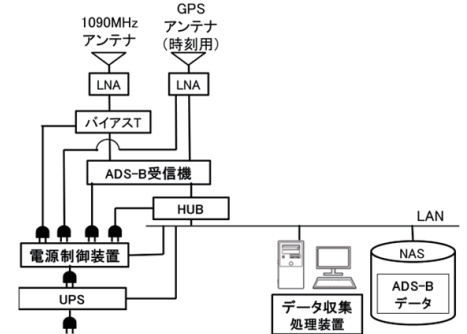 GPS
1090MHz
アンテナ
アンテナ
(時刻用)
LNA
LNA
バイアスT
ADS-B受信機
HUB
LAN
電源制御装置
NAS
UPS
ADS-B
データ
データ収集
処理装置